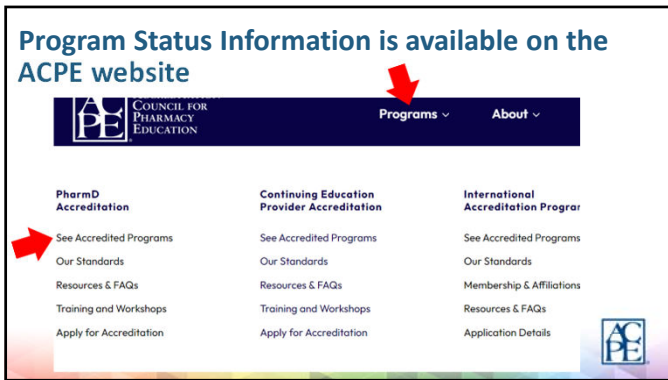 Program Status Information is available on the
ACPE website
COUNCIL FOR
PHARMACY
EDUCATION
ACPE
Programs
About
PharmD
Accreditation
See Accredited Programs
Our Standards
Resources & FAQs
Training and Workshops
Apply for Accreditation
Continuing Education
Provider Accreditation
See Accredited Programs
Our Standards
Resources & FAQs
Training and Workshops
Apply for Accreditation
International
Accreditation Progra
See Accredited Programs
Our Standards
Membership & Affiliations
Resources & FAQs
Application Details
ACPE